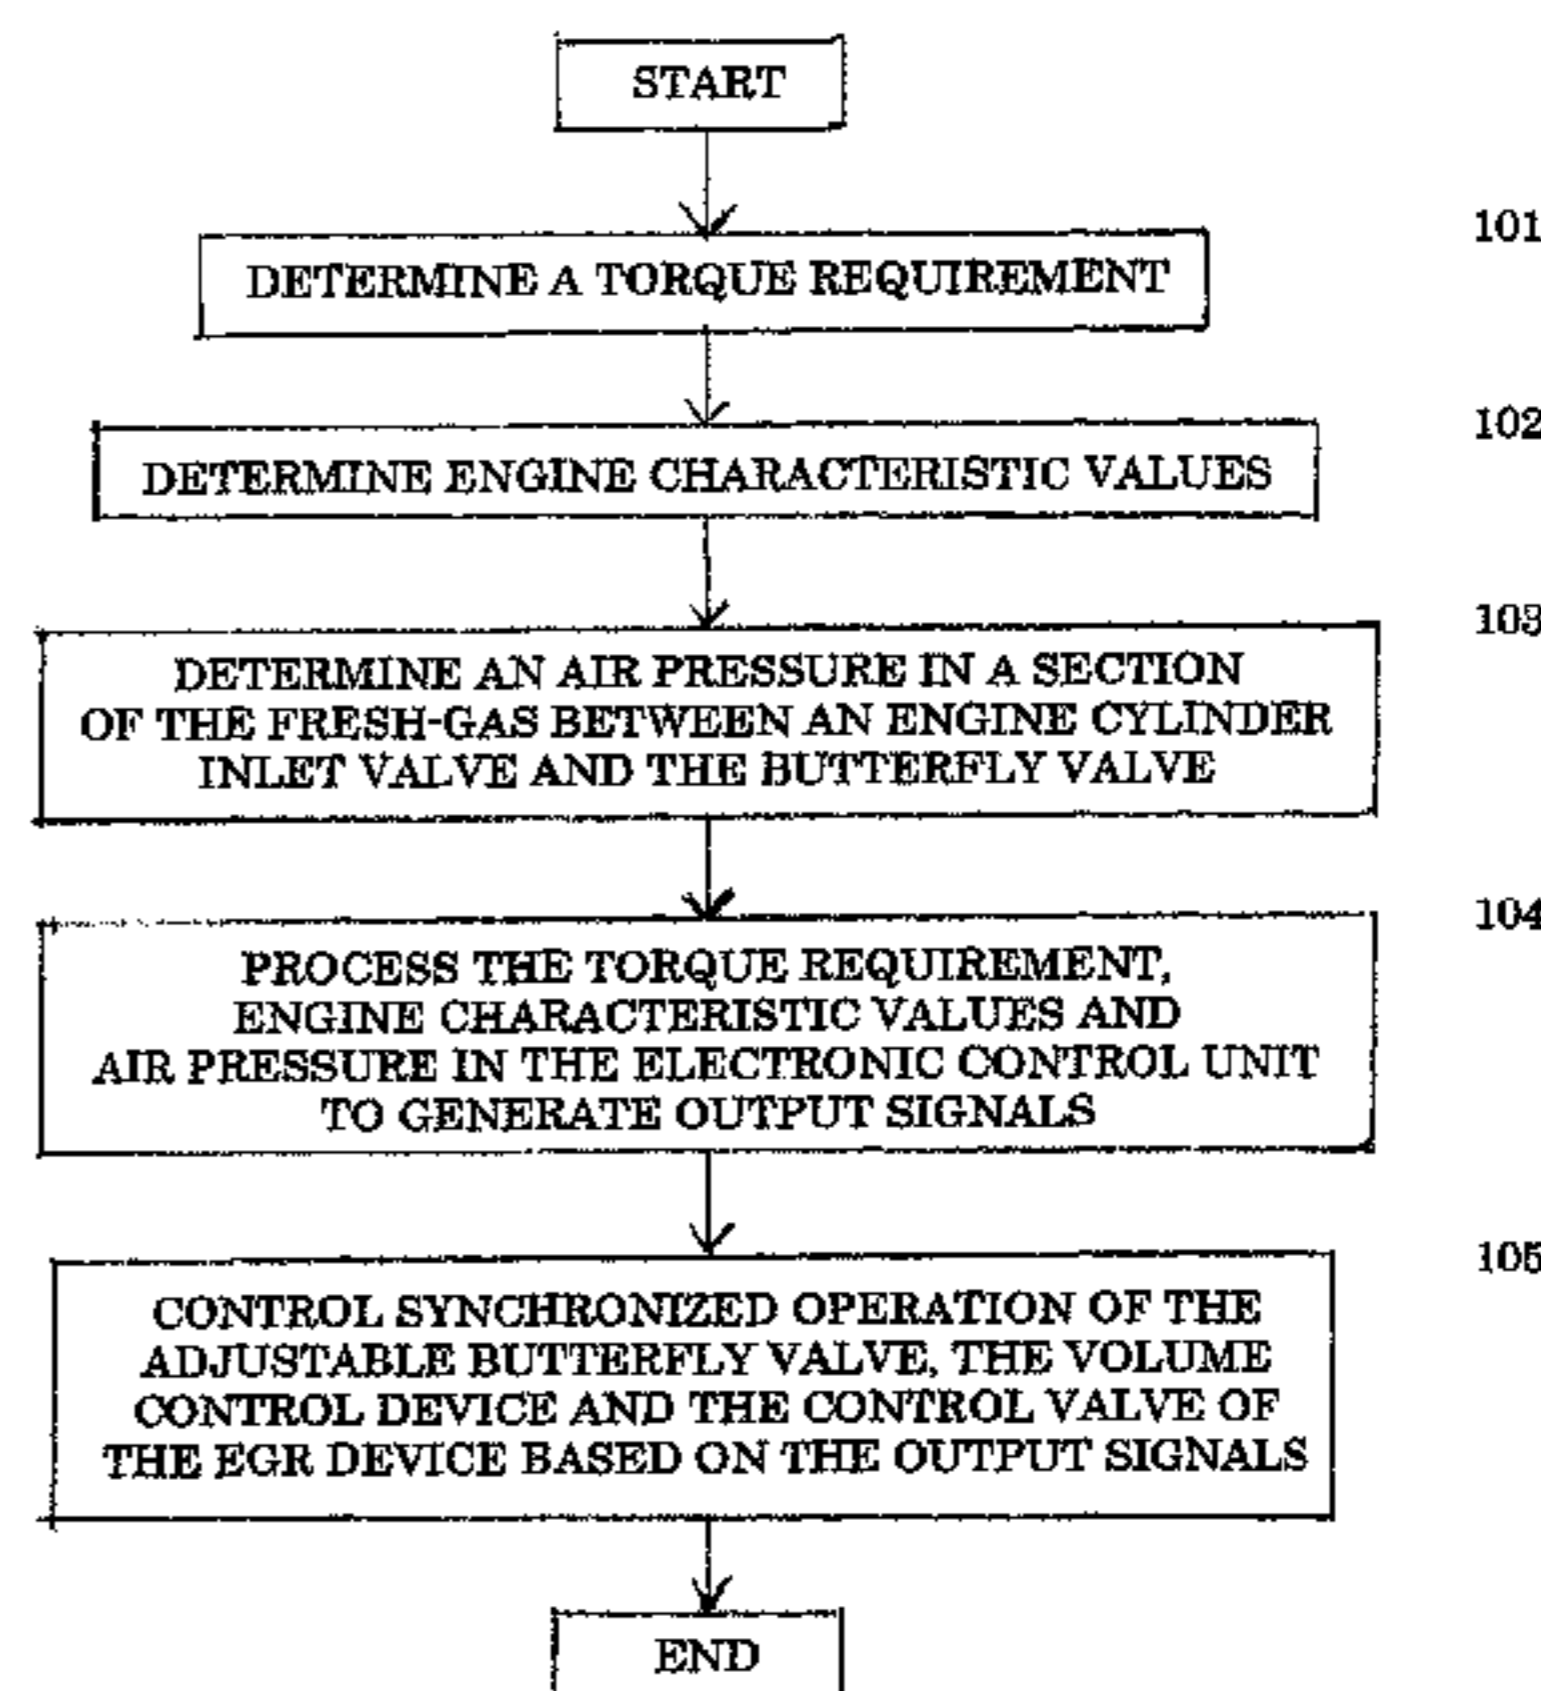 START
101
DETERMINE A TORQUE REQUIREMENT
102
DETERMINE ENGINE CHARACTERISTIC VALUES
103
DETERMINE AN AIR PRESSURE IN A SECTION
OF THE FRESH-GAS BETWEEN AN ENGINE CYLINDER
INLET VALVE AND THE BUTTERFLY VALVE
104
PROCESS THE TORQUE REQUIREMENT,
ENGINE CHARACTERISTIC VALUES AND
AIR PRESSURE IN THE ELECTRONIC CONTROL UNIT
TO GENERATE OUTPUT SIGNALS
105
CONTROL SYNCHRONIZED OPERATION OF THE
ADJUSTABLE BUTTERFLY VALVE, THE VOLUME
CONTROL DEVICE AND THE CONTROL VALVE OF
THE EGR DEVICE BASED ON THE OUTPUT SIGNALS
END